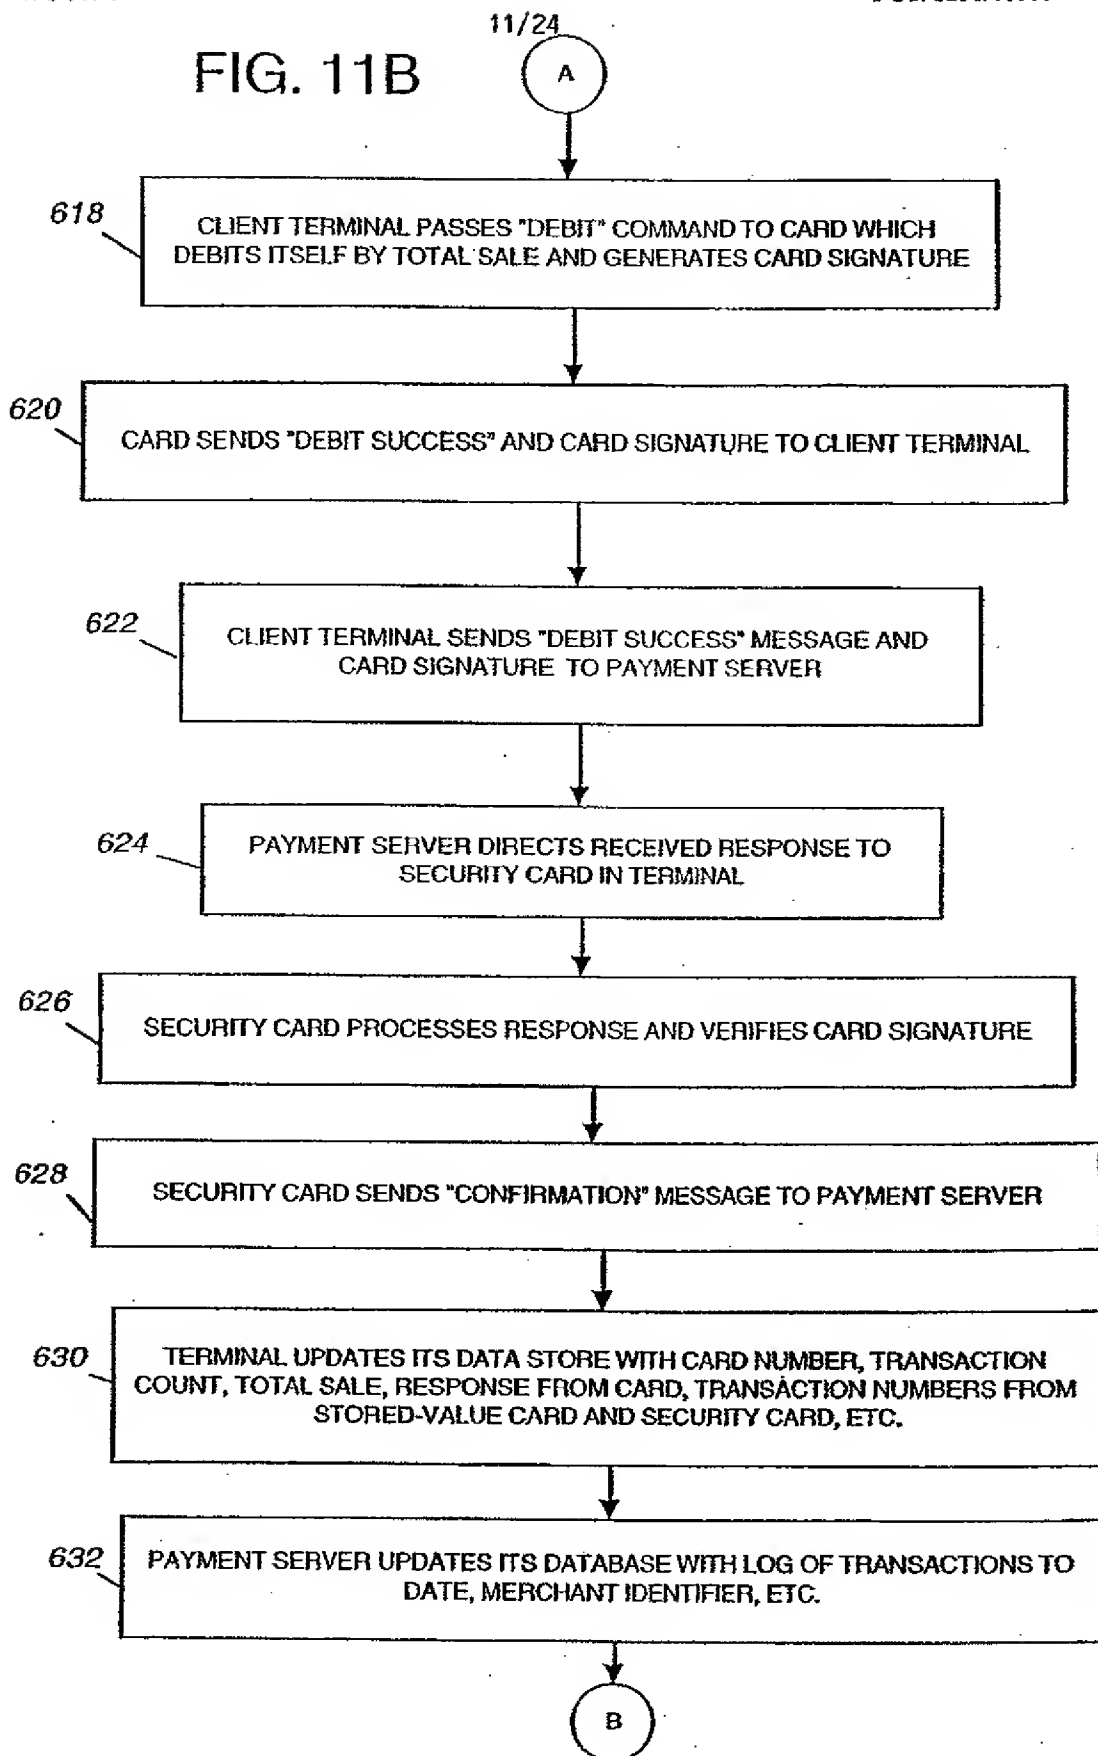 11/24
FIG. 11B
A
618
CLIENT TERMINAL PASSES "DEBIT" COMMAND TO CARD WHICH
DEBITS ITSELF BY TOTAL SALE AND GENERATES CARD SIGNATURE
620
CARD SENDS "DEBIT SUCCESS" AND CARD SIGNATURE TO CLIENT TERMINAL
622
CLIENT TERMINAL SENDS "DEBIT SUCCESS" MESSAGE AND
CARD SIGNATURE TO PAYMENT SERVER
624
PAYMENT SERVER DIRECTS RECEIVED RESPONSE TO
SECURITY CARD IN TERMINAL
626
SECURITY CARD PROCESSES RESPONSE AND VERIFIES CARD SIGNATURE
628
SECURITY CARD SENDS "CONFIRMATION" MESSAGE TO PAYMENT SERVER
630
TERMINAL UPDATES ITS DATA STORE WITH CARD NUMBER, TRANSACTION
COUNT, TOTAL SALE, RESPONSE FROM CARD, TRANSACTION NUMBERS FROM
STORED-VALUE CARD AND SECURITY CARD, ETC.
632
PAYMENT SERVER UPDATES ITS DATABASE WITH LOG OF TRANSACTIONS TO
DATE, MERCHANT IDENTIFIER, ETC.
B